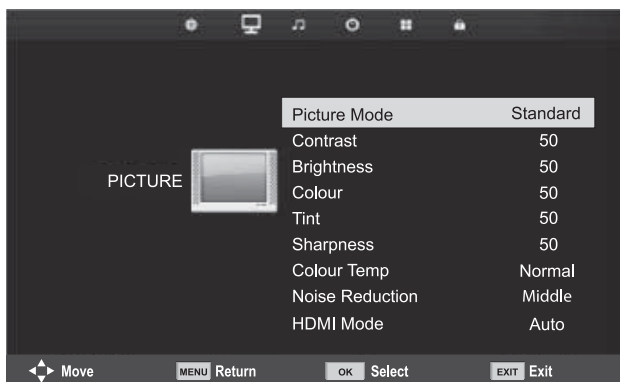 PICTURE
Picture Mode Standard
Contrast 50
Brightness 50
Colour 50
Tint 50
Sharpness 50
Colour Temp Normal
Noise Reduction Middle
HDMI Mode Auto
Move MENU Return OK Select EXIT Exit